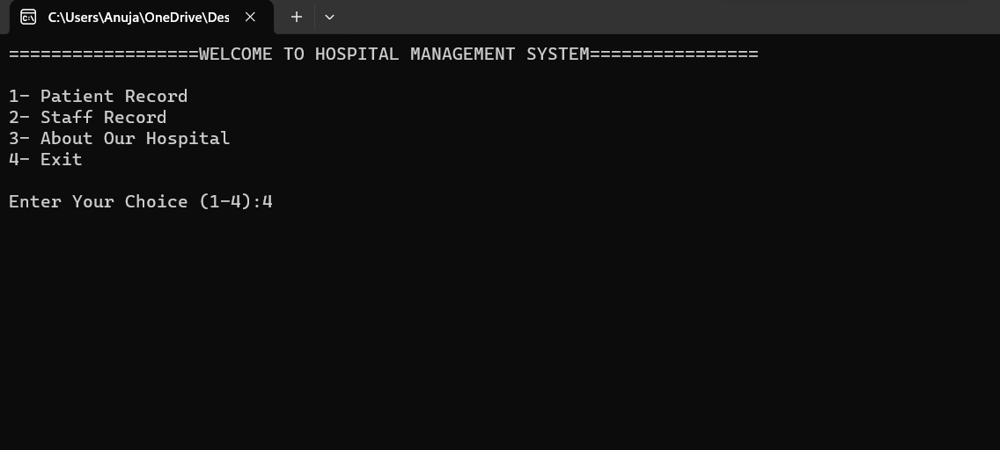 C:\Users\Anuja\OneDrive\Des
==================WELCOME TO HOSPITAL MANAGEMENT SYSTEM================
1- Patient Record
2- Staff Record
3- About Our Hospital
4- Exit
Enter Your Choice (1-4):4